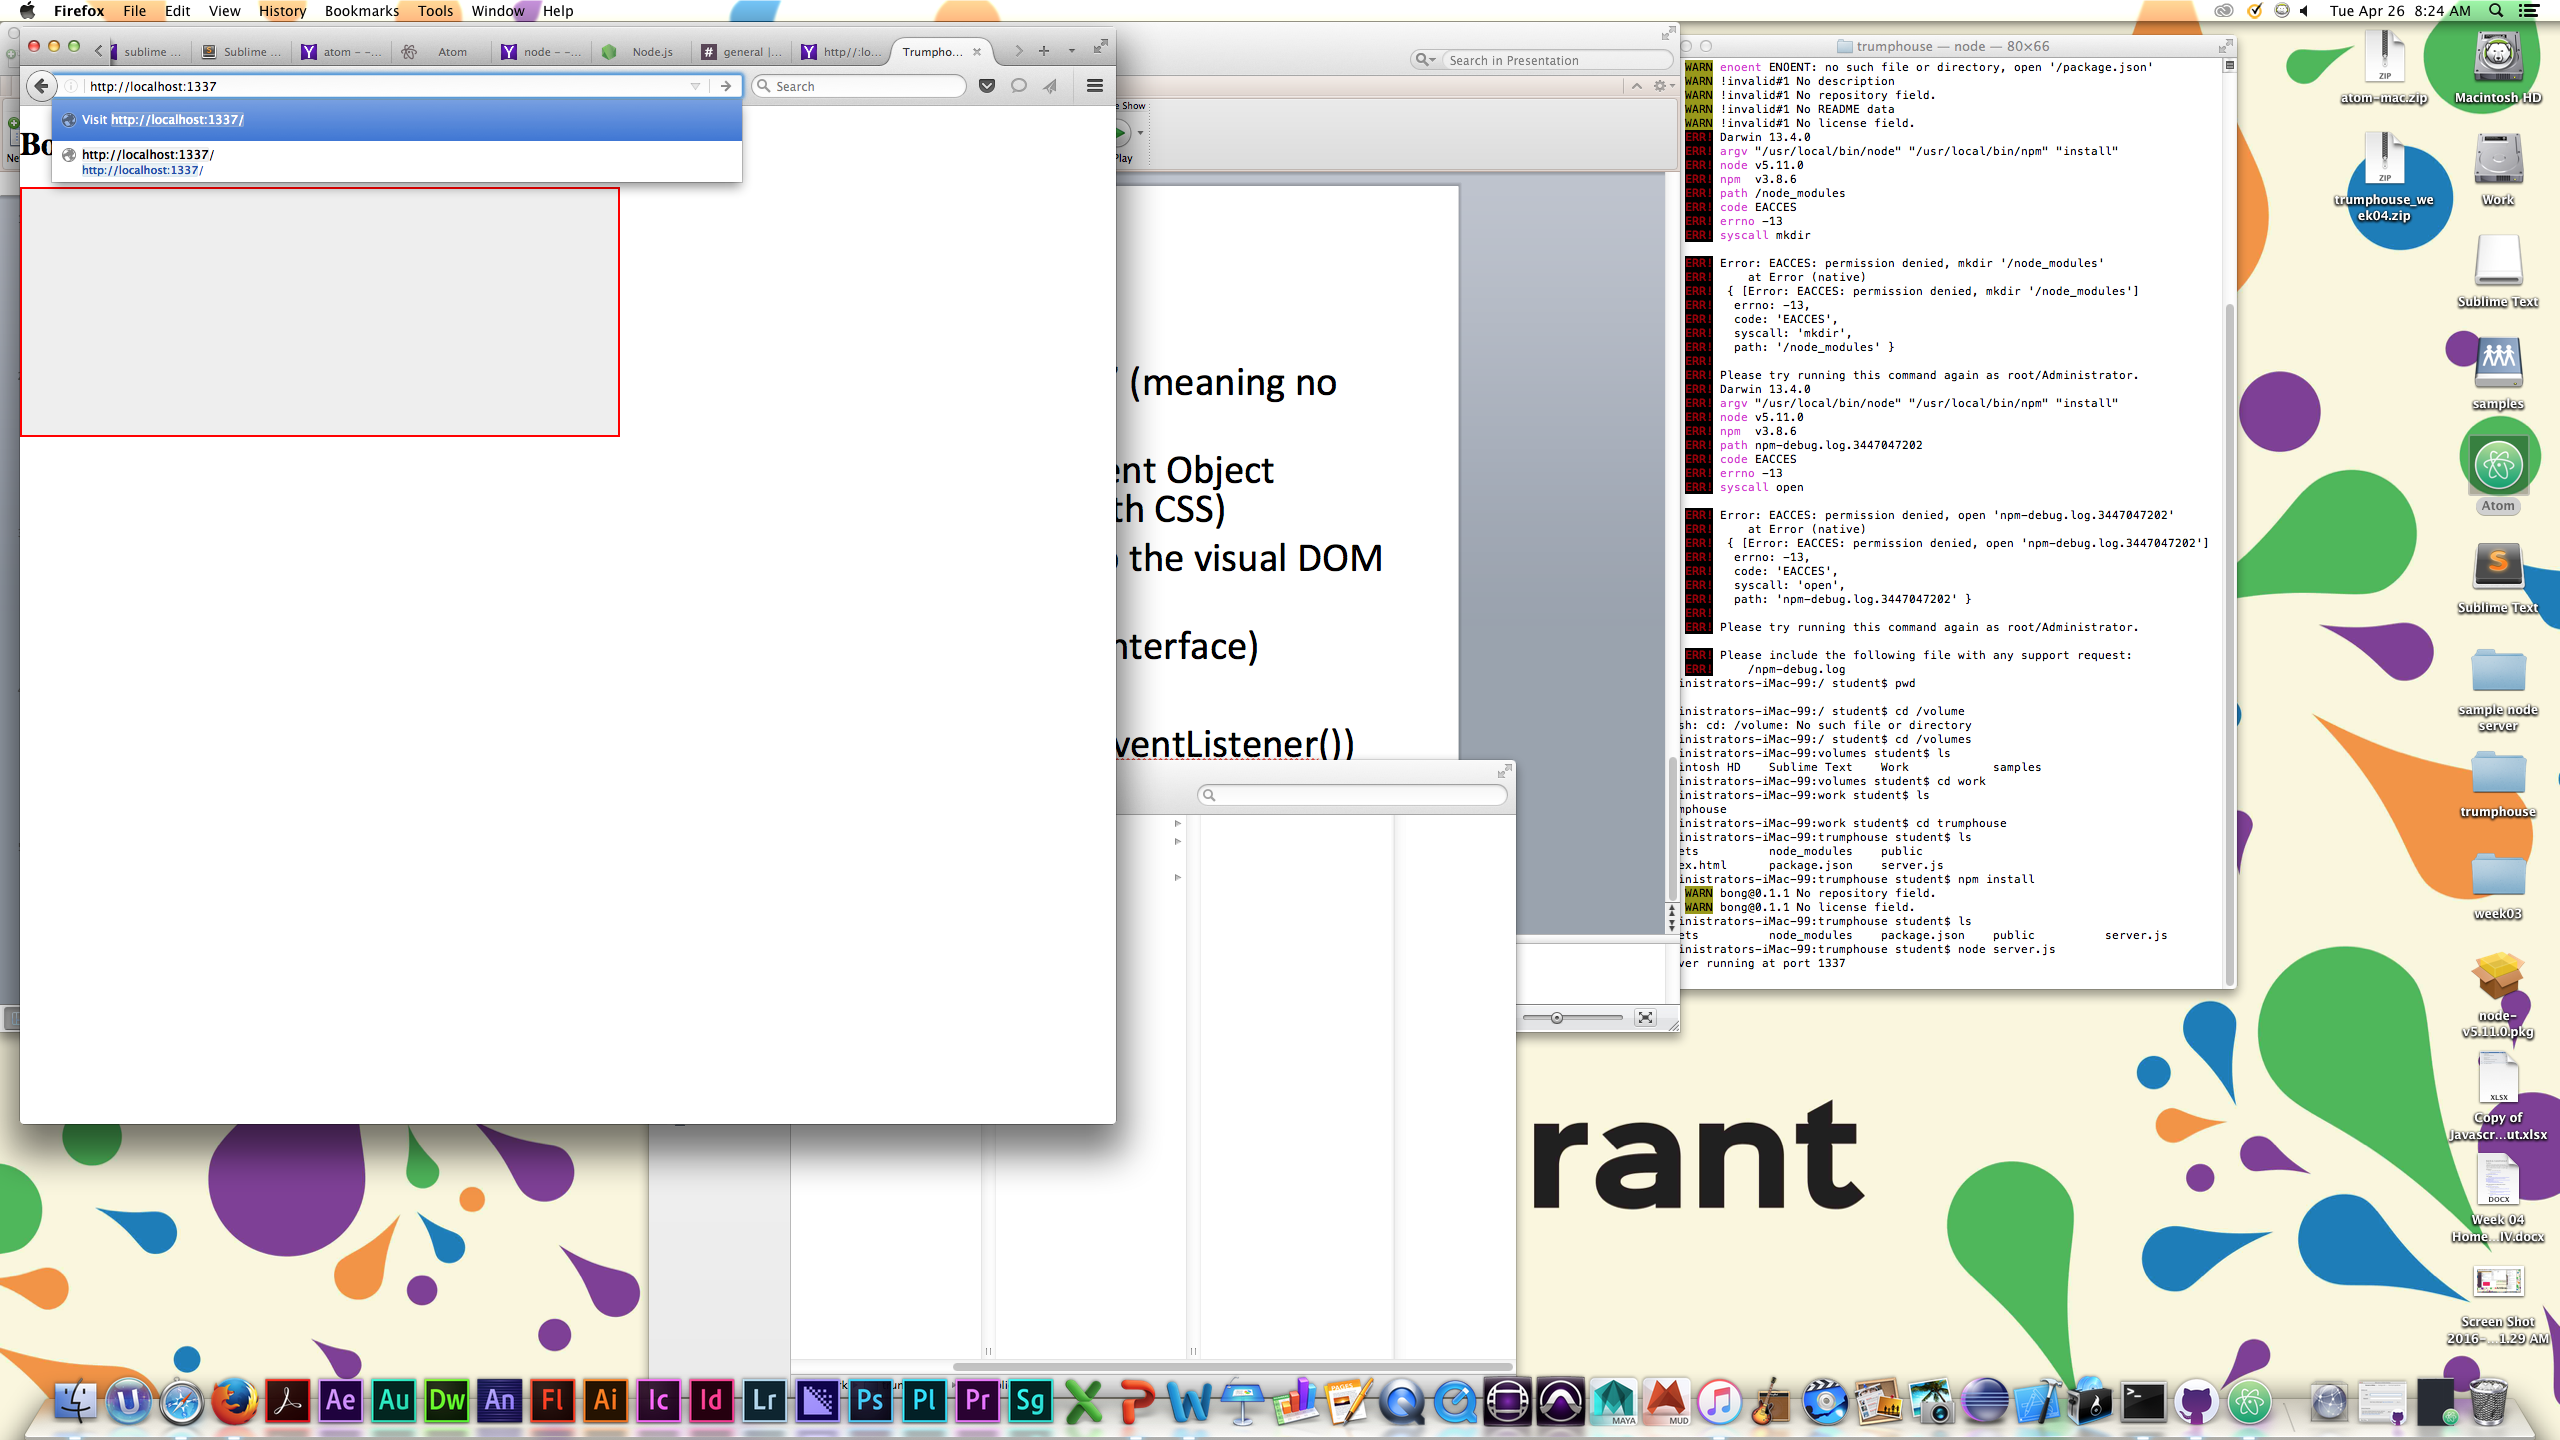 Firefox File Edit View History Bookmarks Tools Window Help
Tue Apr 26 8:24 AM
sublime ...
Sublime ...
atom - -...
Atom
node - -...
Node.js
general |...
http//:lo...
Trumpho...
http://localhost:1337
Search
Visit http://localhost:1337/
http://localhost:1337/
http://localhost:1337/
Bo
Search in Presentation
e Show
Play
Ne
(meaning no
ent Object
th CSS)
the visual DOM
nterface)
ventListener())
trumphouse — node — 80×66
WARN enoent ENOENT: no such file or directory, open '/package.json'
WARN !invalid#1 No description
WARN !invalid#1 No repository field.
WARN !invalid#1 No README data
WARN !invalid#1 No license field.
ERR! Darwin 13.4.0
ERR! argv "/usr/local/bin/node" "/usr/local/bin/npm" "install"
ERR! node v5.11.0
ERR! npm  v3.8.6
ERR! path /node_modules
ERR! code EACCES
ERR! errno -13
ERR! syscall mkdir
ERR! Error: EACCES: permission denied, mkdir '/node_modules'
ERR!     at Error (native)
ERR!  { [Error: EACCES: permission denied, mkdir '/node_modules']
ERR!   errno: -13,
ERR!   code: 'EACCES',
ERR!   syscall: 'mkdir',
ERR!   path: '/node_modules' }
ERR!
ERR! Please try running this command again as root/Administrator.
ERR! Darwin 13.4.0
ERR! argv "/usr/local/bin/node" "/usr/local/bin/npm" "install"
ERR! node v5.11.0
ERR! npm  v3.8.6
ERR! path npm-debug.log.3447047202
ERR! code EACCES
ERR! errno -13
ERR! syscall open
ERR! Error: EACCES: permission denied, open 'npm-debug.log.3447047202'
ERR!     at Error (native)
ERR!  { [Error: EACCES: permission denied, open 'npm-debug.log.3447047202']
ERR!   errno: -13,
ERR!   code: 'EACCES',
ERR!   syscall: 'open',
ERR!   path: 'npm-debug.log.3447047202' }
ERR!
ERR! Please try running this command again as root/Administrator.
ERR! Please include the following file with any support request:
ERR!     /npm-debug.log
inistrators-iMac-99:/ student$ pwd
inistrators-iMac-99:/ student$ cd /volume
sh: cd: /volume: No such file or directory
inistrators-iMac-99:/ student$ cd /volumes
inistrators-iMac-99:volumes student$ ls
intosh HD    Sublime Text    Work            samples
inistrators-iMac-99:volumes student$ cd work
inistrators-iMac-99:work student$ ls
mphouse
inistrators-iMac-99:work student$ cd trumphouse
inistrators-iMac-99:trumphouse student$ ls
ets          node_modules    public
ex.html      package.json    server.js
inistrators-iMac-99:trumphouse student$ npm install
WARN bong@0.1.1 No repository field.
WARN bong@0.1.1 No license field.
inistrators-iMac-99:trumphouse student$ ls
ets          node_modules    package.json    public          server.js
inistrators-iMac-99:trumphouse student$ node server.js
ver running at port 1337
ZIP
atom-mac.zip
Macintosh HD
ZIP
trumphouse_we
ek04.zip
Work
Sublime Text
samples
Atom
Sublime Text
sample node
server
trumphouse
week03
node-
v5.11.0.pkg
XLSX
Copy of
Javascr...ut.xlsx
DOCX
Week 04
Home...IV.docx
Screen Shot
2016-...1.29 AM
rant
Ae Au Dw An Fl Ai Ic Id Lr Ps Pl Pr Sg
MAYA
MUD